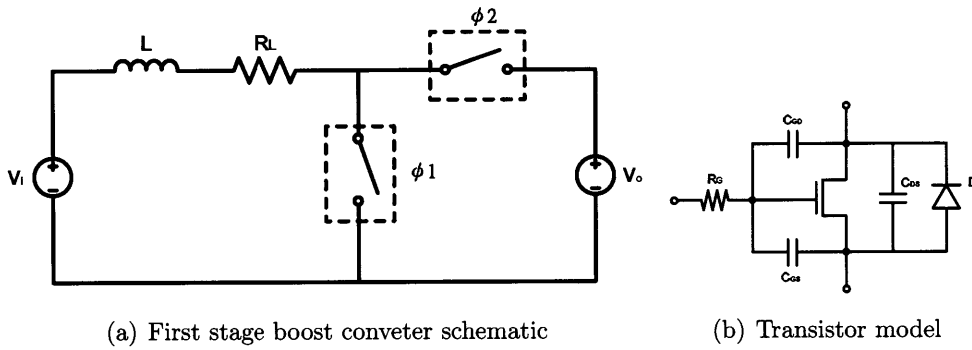 ϕ2
L
RL
ϕ1
VI
Vo
CGD
RG
CDS
D
CGS
(a) First stage boost conveter schematic
(b) Transistor model